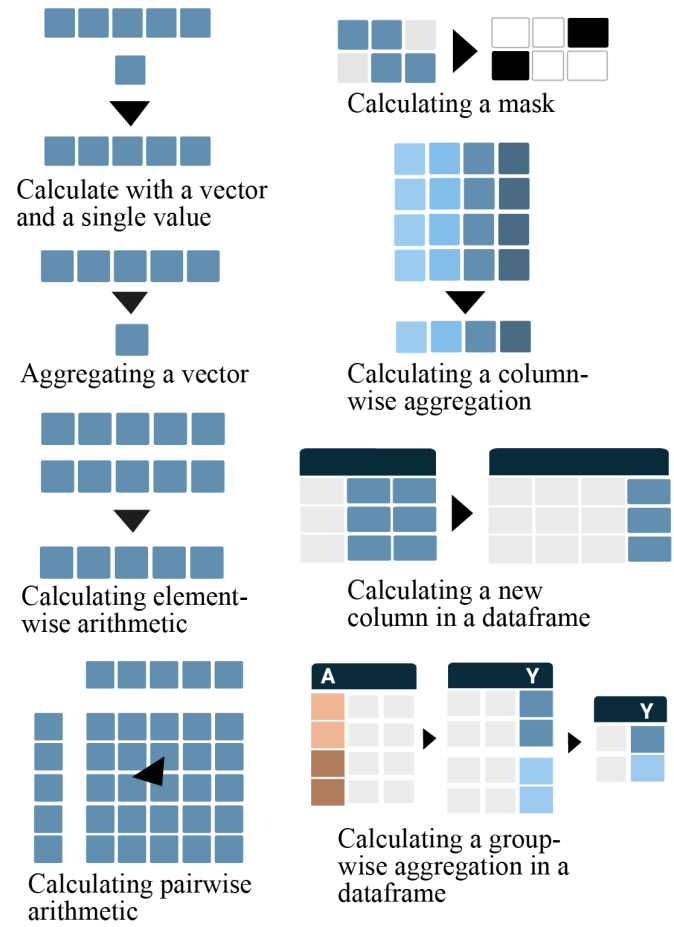 Calculate with a vector
and a single value
Aggregating a vector
Calculating element-
wise arithmetic
Calculating pairwise
arithmetic
Calculating a mask
Calculating a column-
wise aggregation
Calculating a new
column in a dataframe
A
Y
Y
Calculating a group-
wise aggregation in a
dataframe